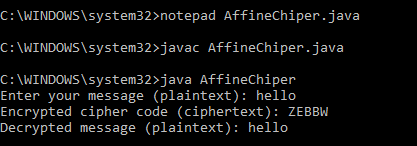 C:\WINDOWS\system32>notepad AffineChiper.java
C:\WINDOWS\system32>javac AffineChiper.java
C:\WINDOWS\system32>java AffineChiper
Enter your message (plaintext): hello
Encrypted cipher code (ciphertext): ZEBBW
Decrypted message (plaintext): hello